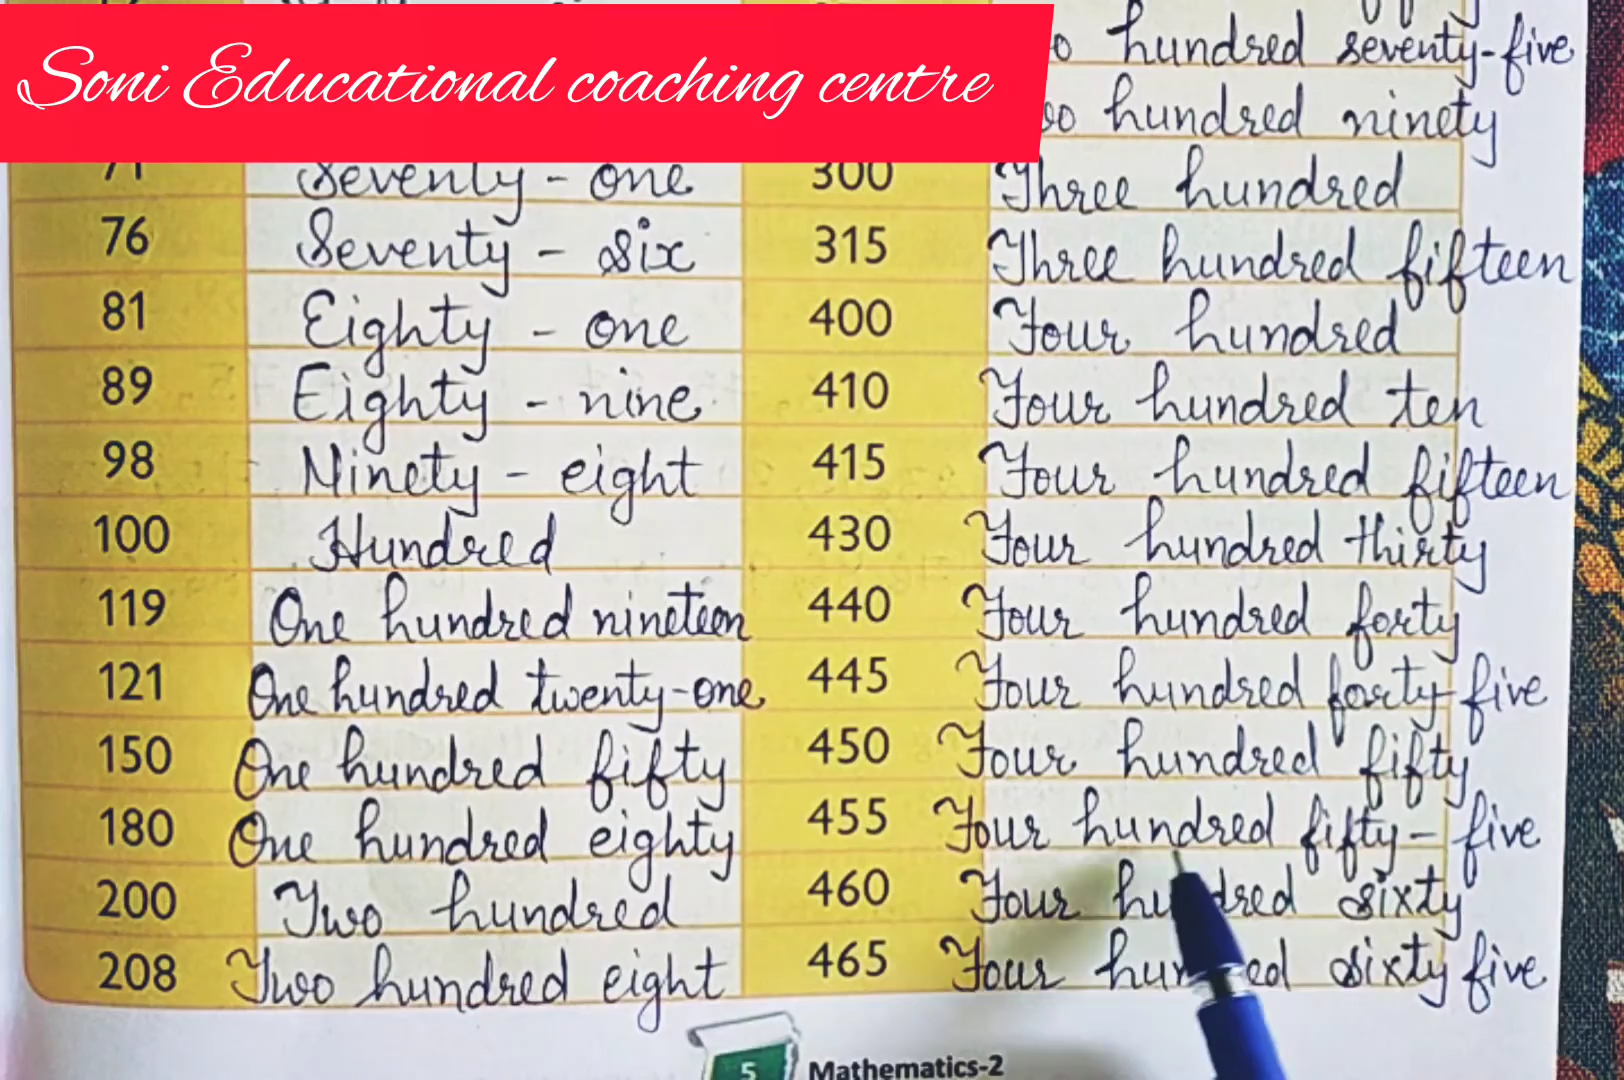 Soni Educational coaching centre
hundred seventy-five
hundred ninety
71 Seventy - one 300 Three hundred
76 Seventy - six 315 Three hundred fifteen
81 Eighty - one 400 Four hundred
89 Eighty - nine 410 Four hundred ten
98 Ninety - eight 415 Four hundred fifteen
100 Hundred 430 Four hundred thirty
119 One hundred nineteen 440 Four hundred forty
121 One hundred twenty-one 445 Four hundred forty-five
150 One hundred fifty 450 Four hundred fifty
180 One hundred eighty 455 Four hundred fifty-five
200 Two hundred 460 Four hundred sixty
208 Two hundred eight 465 Four hundred sixty five
5 Mathematics-2